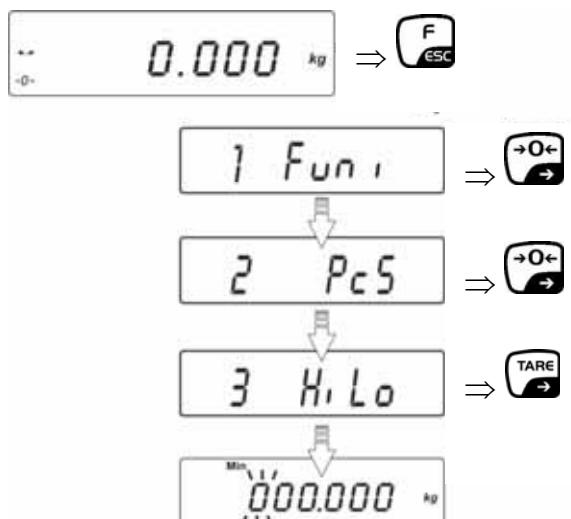 -0- 0.000 kg ⇒ F ESC
1 Funi ⇒ →0←
2 PcS ⇒ →0←
3 HiLo ⇒ TARE
Min
000.000 kg